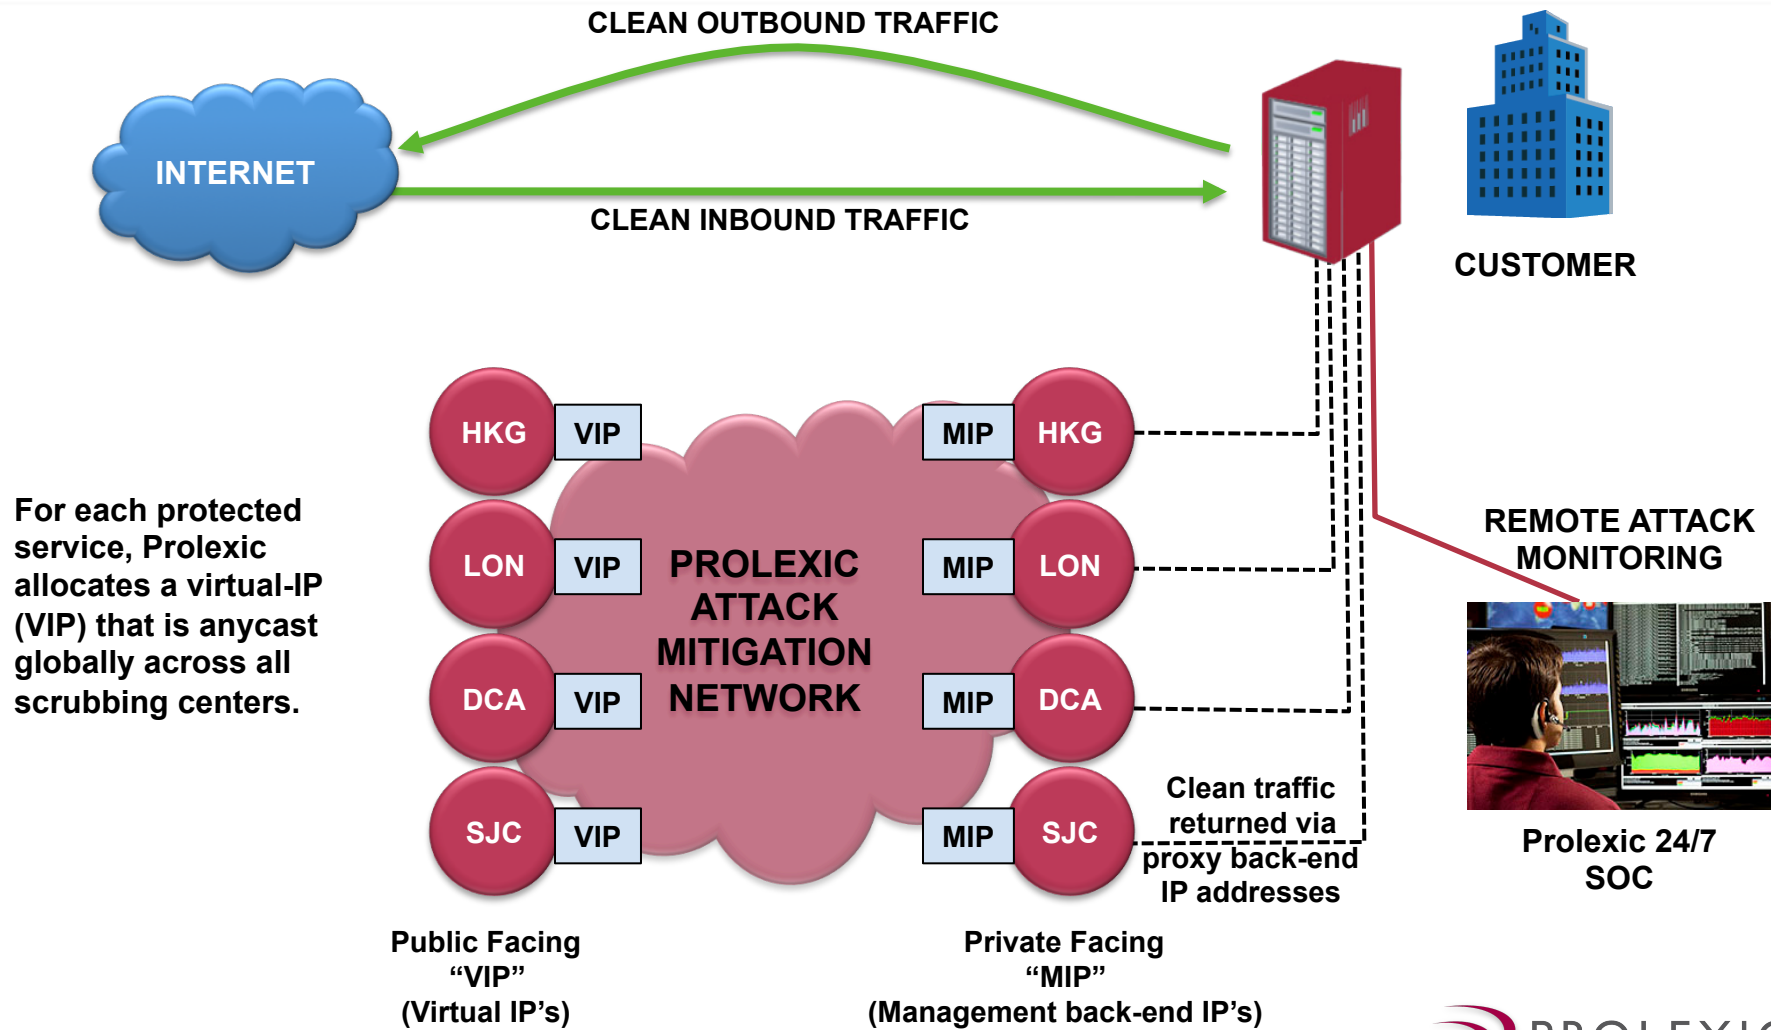 CLEAN OUTBOUND TRAFFIC
INTERNET
CLEAN INBOUND TRAFFIC
CUSTOMER
HKG
VIP
MIP
HKG
For each protected
service, Prolexic
allocates a virtual-IP
(VIP) that is anycast
globally across all
scrubbing centers.
LON
VIP
MIP
LON
PROLEXIC
ATTACK
MITIGATION
NETWORK
REMOTE ATTACK
MONITORING
DCA
VIP
MIP
DCA
SJC
VIP
MIP
SJC
Clean traffic
returned via
proxy back-end
IP addresses
Prolexic 24/7
SOC
Public Facing
“VIP”
(Virtual IP’s)
Private Facing
“MIP”
(Management back-end IP’s)
PROLEXIC